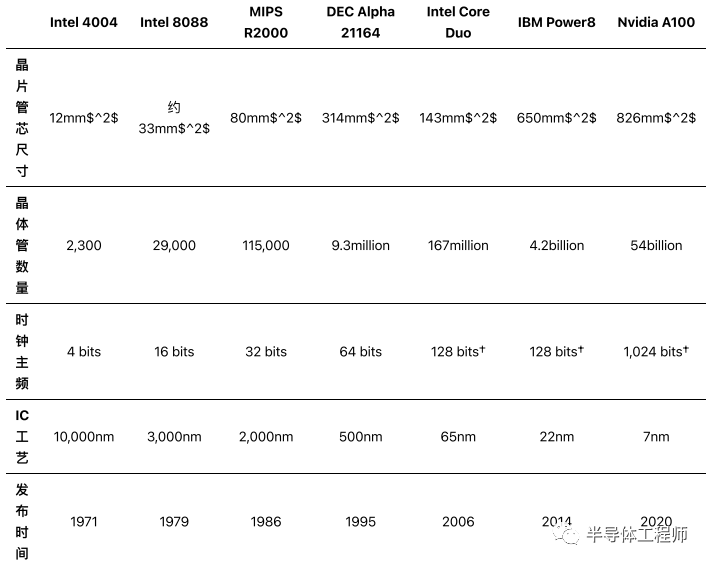 Intel 4004 Intel 8088 MIPS R2000 DEC Alpha 21164 Intel Core Duo IBM Power8 Nvidia A100
晶片管芯尺寸 12mm$^2$ 约33mm$^2$ 80mm$^2$ 314mm$^2$ 143mm$^2$ 650mm$^2$ 826mm$^2$
晶体管数量 2,300 29,000 115,000 9.3million 167million 4.2billion 54billion
时钟主频 4 bits 16 bits 32 bits 64 bits 128 bits✝ 128 bits✝ 1,024 bits✝
IC工艺 10,000nm 3,000nm 2,000nm 500nm 65nm 22nm 7nm
发布时间 1971 1979 1986 1995 2006 2014 2020
半导体工程师